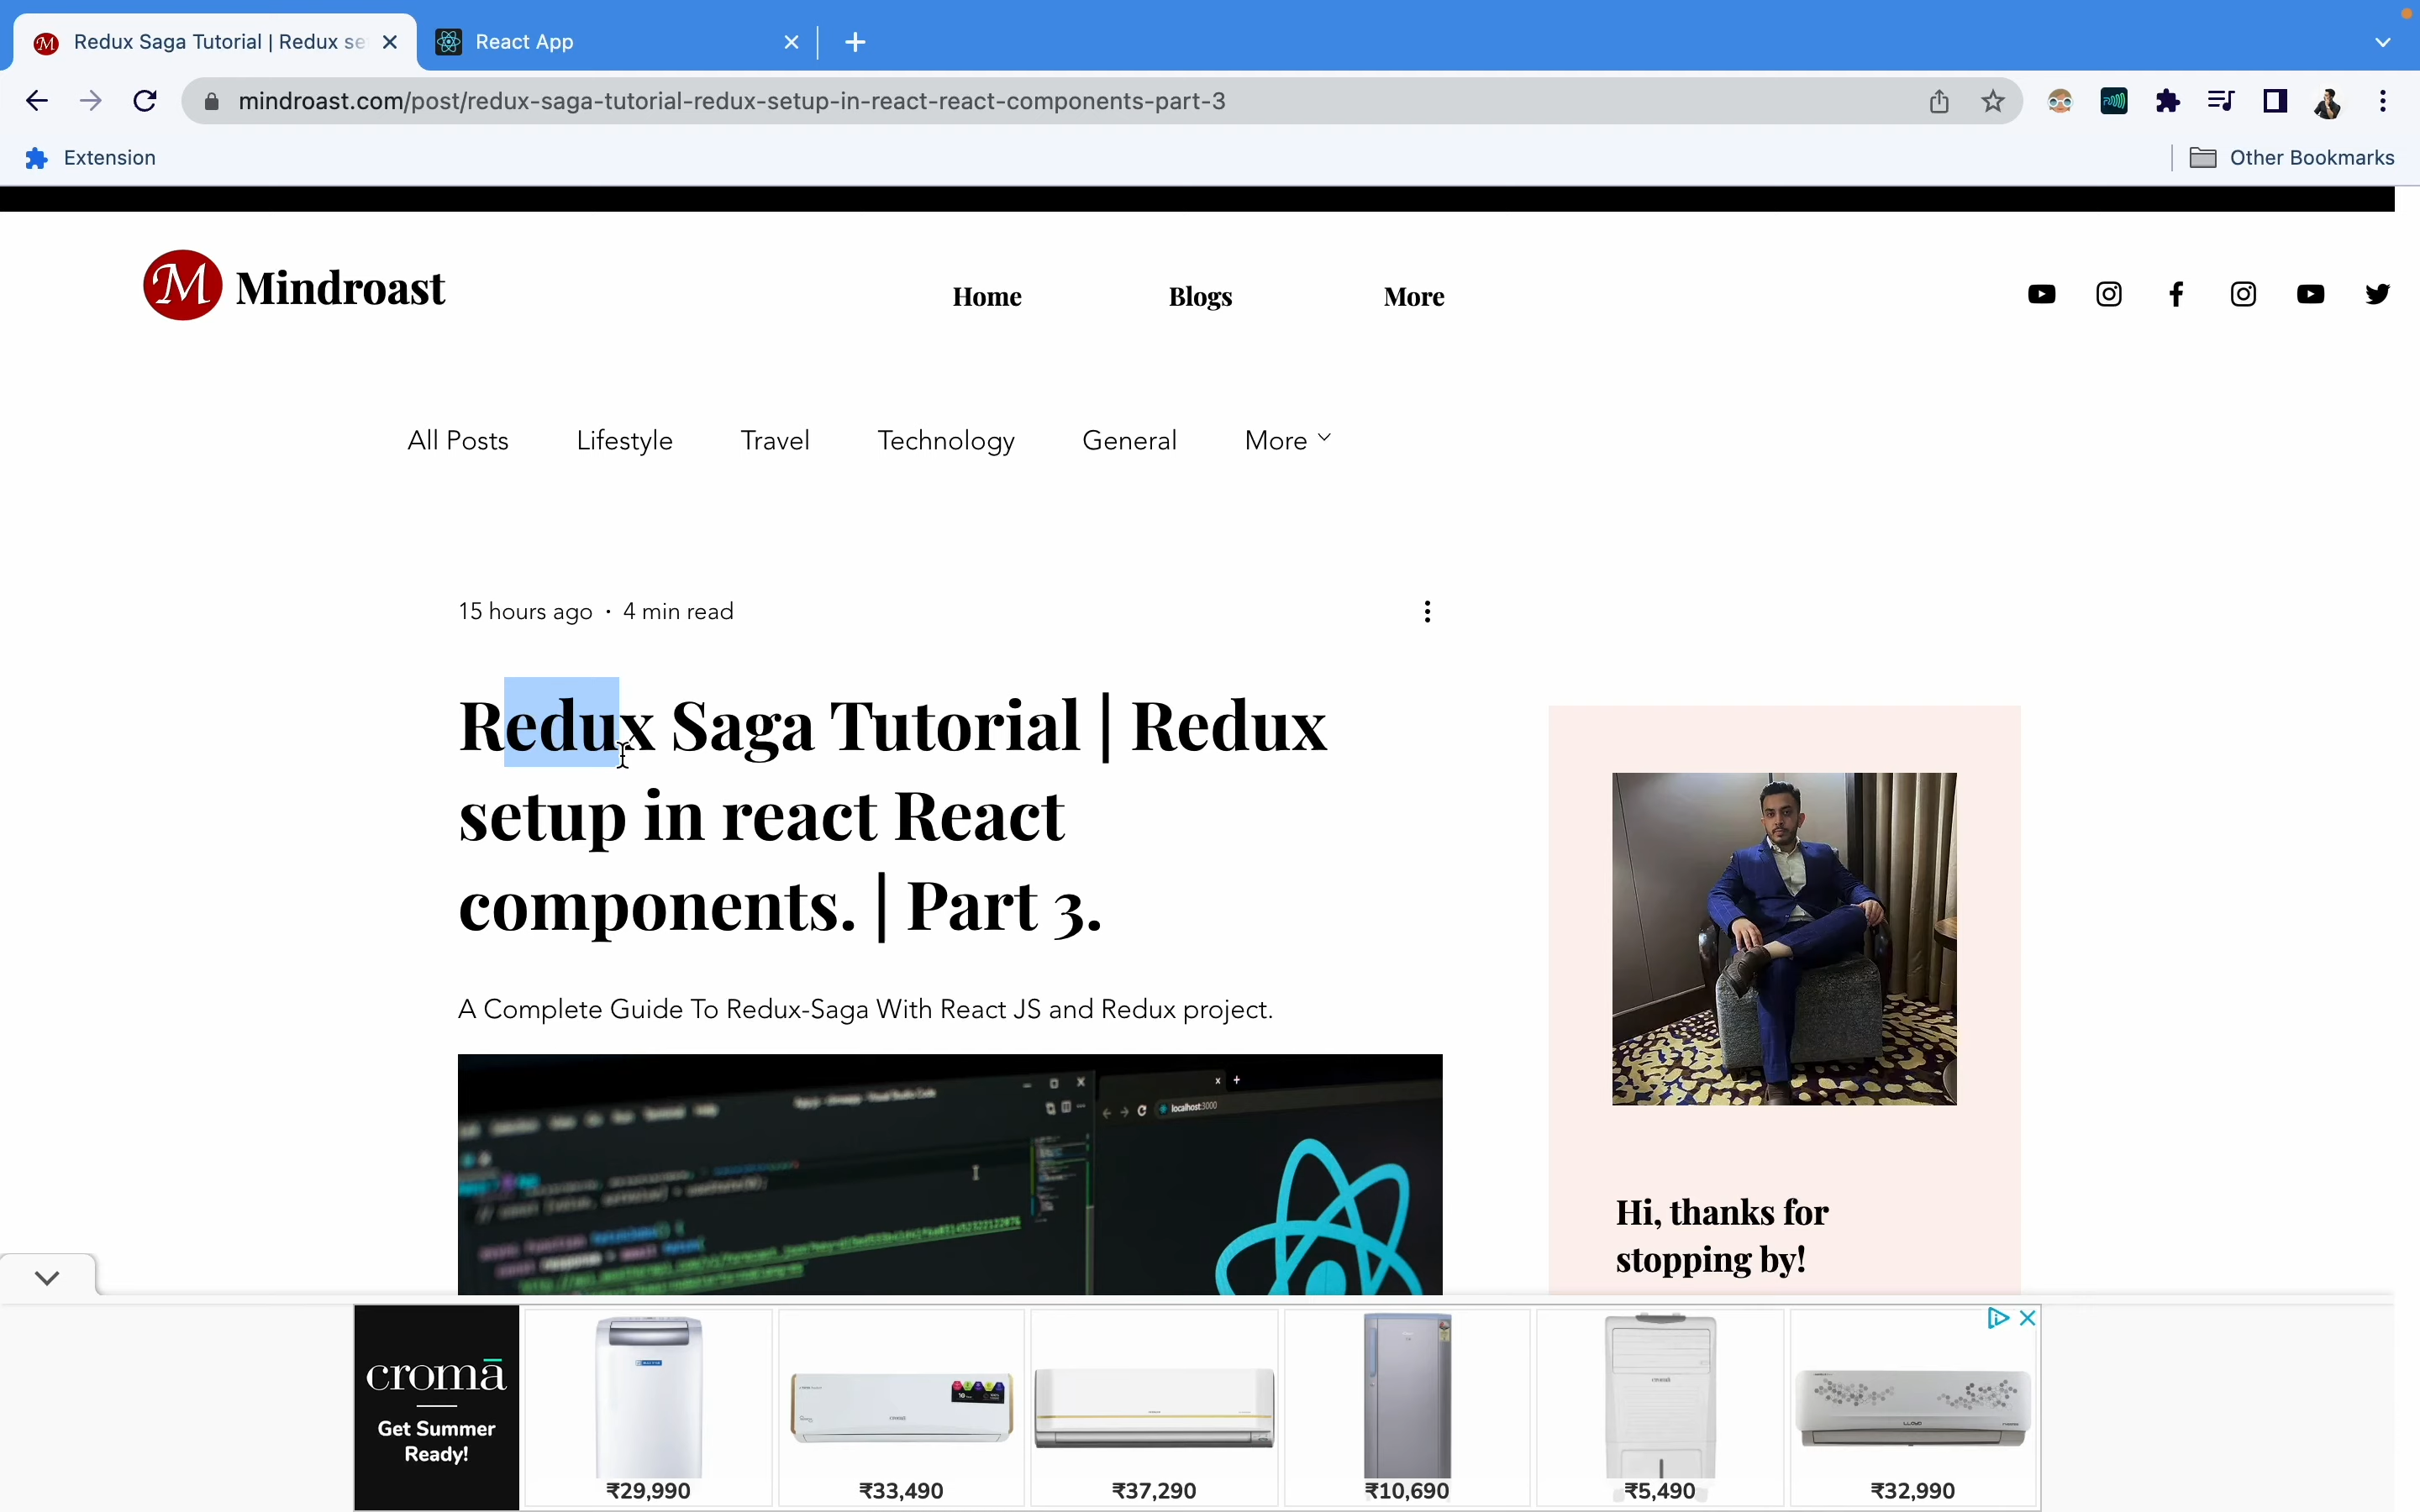 Redux Saga Tutorial | Redux se
React App
mindroast.com/post/redux-saga-tutorial-redux-setup-in-react-react-components-part-3
Extension
Other Bookmarks
M Mindroast
Home Blogs More
All Posts Lifestyle Travel Technology General More
15 hours ago · 4 min read
Redux Saga Tutorial | Redux
setup in react React
components. | Part 3.
A Complete Guide To Redux-Saga With React JS and Redux project.
localhost:3000
Hi, thanks for
stopping by!
cromā
Get Summer
Ready!
₹29,990 ₹33,490 ₹37,290 ₹10,690 ₹5,490 ₹32,990